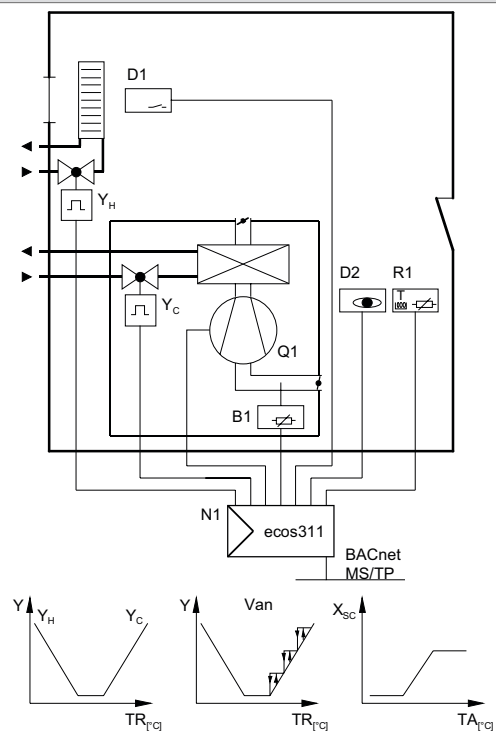 D1
Y_H
D2 R1
T
Y_C
Q1
B1
N1 ecos311
BACnet
MS/TP
Y Y_H Y_C
TR[°C]
Y Van
TR[°C]
X_SC
TA[°C]